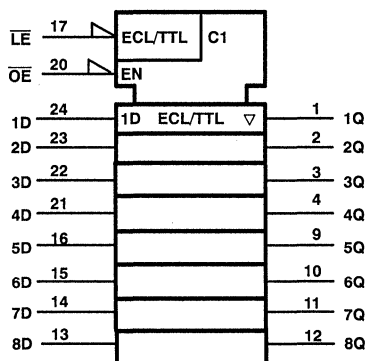 L̅E̅ 17 ECL/TTL C1
O̅E̅ 20 EN
1D 24 1D ECL/TTL ▽ 1 1Q
2D 23 2 2Q
3D 22 3 3Q
4D 21 4 4Q
5D 16 9 5Q
6D 15 10 6Q
7D 14 11 7Q
8D 13 12 8Q